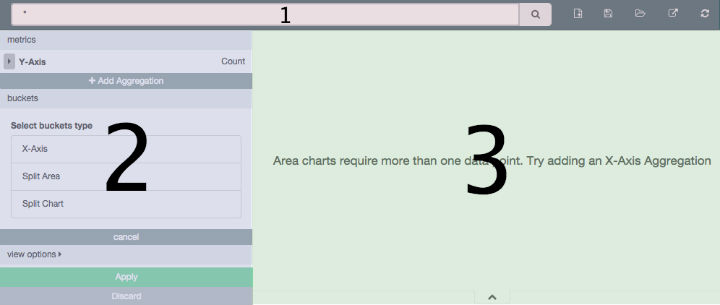 * 1
metrics
Y-Axis Count
+ Add Aggregation
buckets
Select buckets type
X-Axis
Split Area
Split Chart
2
cancel
view options
Apply
Discard
Area charts require more than one data point. Try adding an X-Axis Aggregation
3